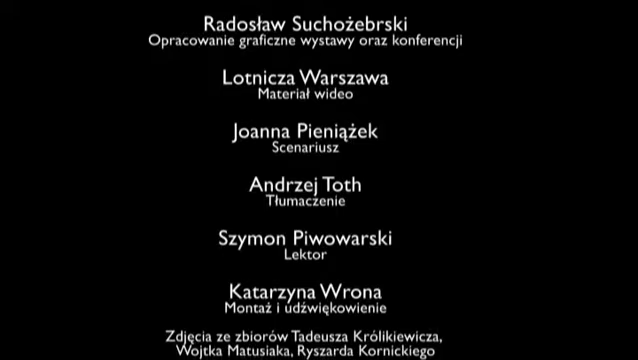 Radosław Suchożebrski
Opracowanie graficzne wystawy oraz konferencji
Lotnicza Warszawa
Materiał wideo
Joanna Pieniążek
Scenariusz
Andrzej Toth
Tłumaczenie
Szymon Piwowarski
Lektor
Katarzyna Wrona
Montaż i udźwiękowienie
Zdjęcia ze zbiorów Tadeusza Królikiewicza,
Wojtka Matusiaka, Ryszarda Kornickiego